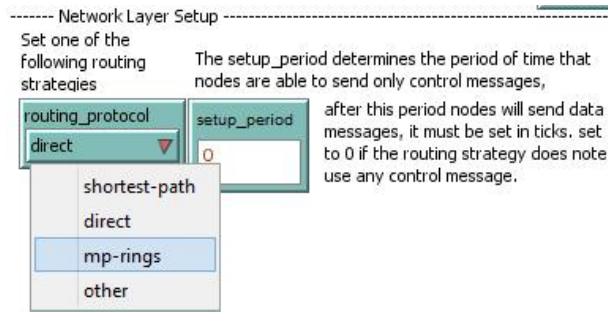 ------ Network Layer Setup ------------------------------------------------
Set one of the
following routing
strategies
The setup_period determines the period of time that
nodes are able to send only control messages,
after this period nodes will send data
messages, it must be set in ticks. set
to 0 if the routing strategy does note
use any control message.
routing_protocol
direct
setup_period
0
shortest-path
direct
mp-rings
other